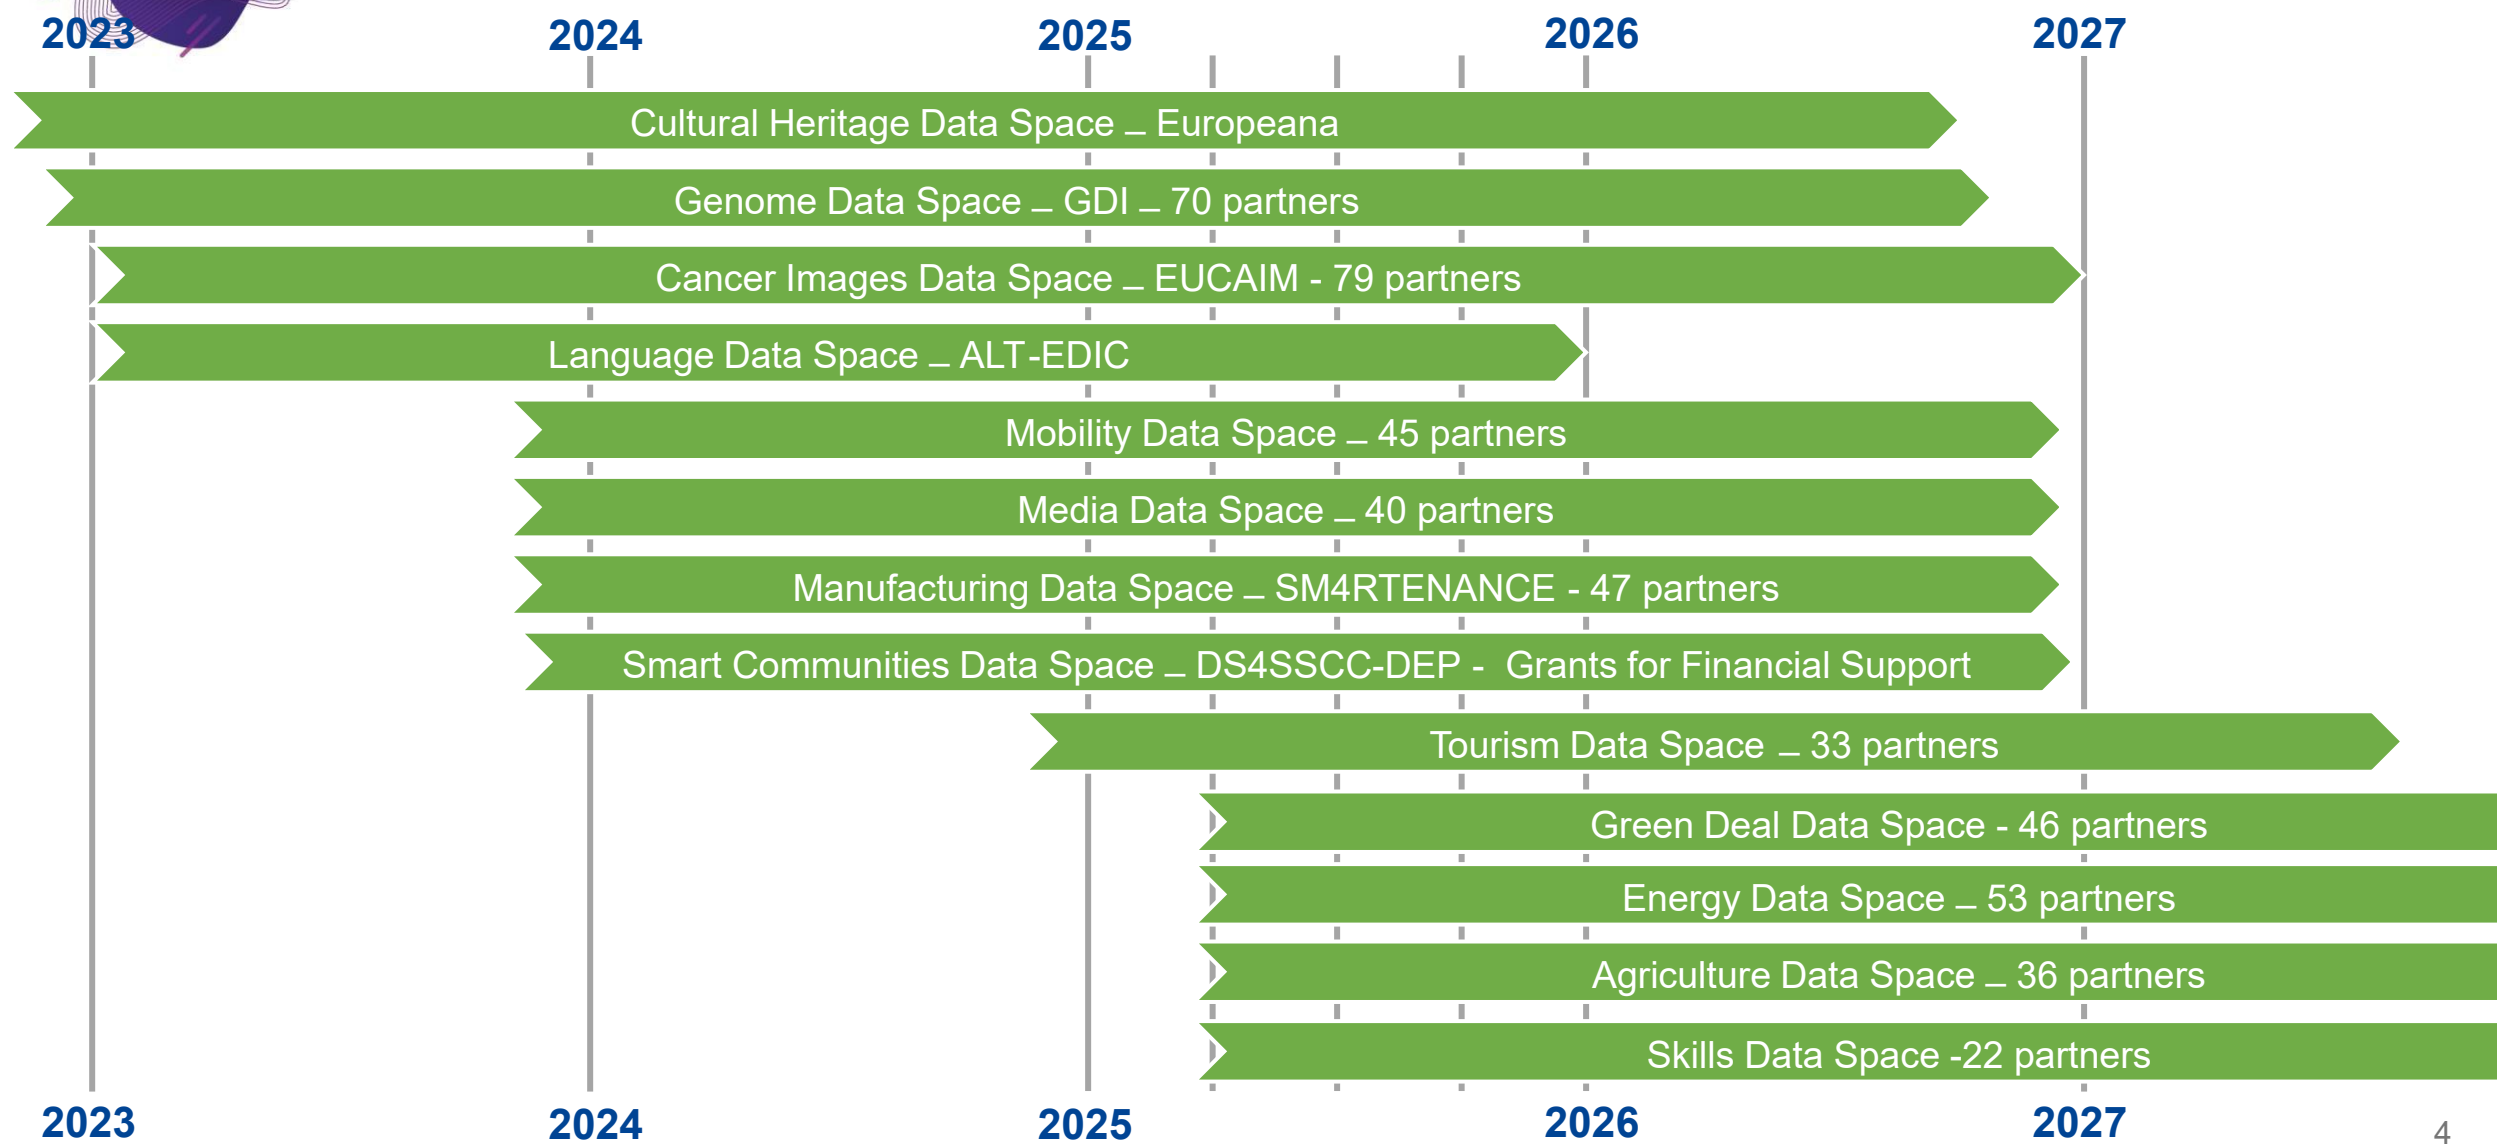 2023 2024 2025 2026 2027
Cultural Heritage Data Space – Europeana
Genome Data Space – GDI – 70 partners
Cancer Images Data Space – EUCAIM - 79 partners
Language Data Space – ALT-EDIC
Mobility Data Space – 45 partners
Media Data Space – 40 partners
Manufacturing Data Space – SM4RTENANCE - 47 partners
Smart Communities Data Space – DS4SSCC-DEP - Grants for Financial Support
Tourism Data Space – 33 partners
Green Deal Data Space - 46 partners
Energy Data Space – 53 partners
Agriculture Data Space – 36 partners
Skills Data Space -22 partners
2023 2024 2025 2026 2027
4